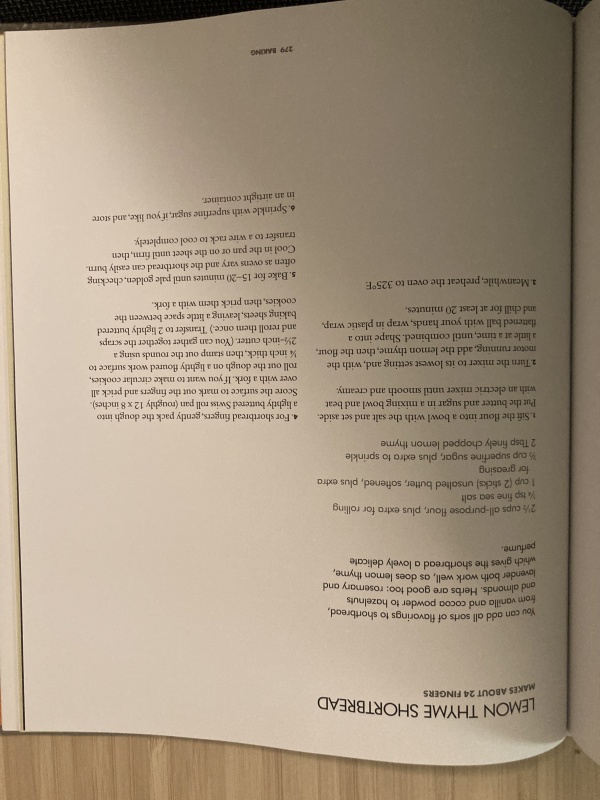 LEMON THYME SHORTBREAD
MAKES ABOUT 24 FINGERS
You can add all sorts of flavorings to shortbread,
from vanilla and cocoa powder to hazelnuts
and almonds. Herbs are good too: rosemary and
lavender both work well, as does lemon thyme,
which gives the shortbread a lovely delicate
perfume.
2½ cups all-purpose flour, plus extra for rolling
¼ tsp fine sea salt
1 cup (2 sticks) unsalted butter, softened, plus extra
for greasing
cup superfine sugar, plus extra to sprinkle
2 Tbsp finely chopped lemon thyme
1. Sift the flour into a bowl with the salt and set aside.
Put the butter and sugar in a mixing bowl and beat
with an electric mixer until smooth and creamy.
2. Turn the mixer to its lowest setting and, with the
motor running, add the lemon thyme, then the flour,
a little at a time, until combined. Shape into a
flattened ball with your hands, wrap in plastic wrap,
and chill for at least 20 minutes.
3. Meanwhile, preheat the oven to 325°F.
4. For shortbread fingers, gently pack the dough into
a lightly buttered Swiss roll pan (roughly 12 x 8 inches).
Score the surface to mark out the fingers and prick all
over with a fork. If you want to make circular cookies,
roll out the dough on a lightly floured work surface to
¼ inch thick, then stamp out the rounds using a
2½-inch cutter. (You can gather together the scraps
and reroll them once.) Transfer to 2 lightly buttered
baking sheets, leaving a little space between the
cookies, then prick them with a fork.
5. Bake for 15–20 minutes until pale golden, checking
often as ovens vary and the shortbread can easily burn.
Cool in the pan or on the sheet until firm, then
transfer to a wire rack to cool completely.
6. Sprinkle with superfine sugar, if you like, and store
in an airtight container.
279 BAKING